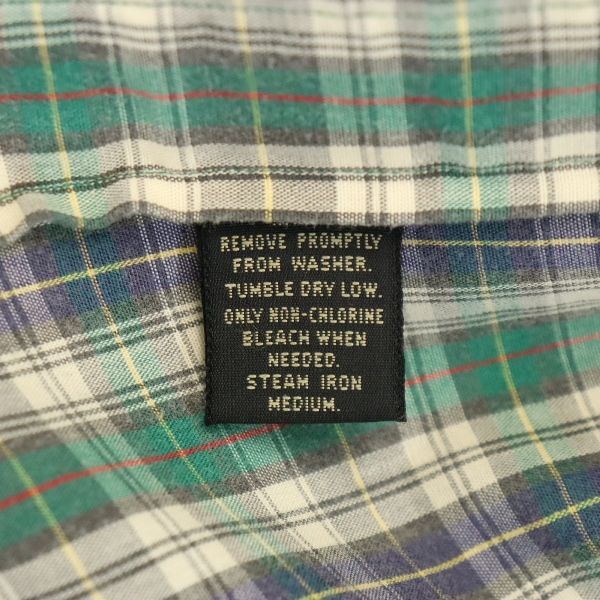 REMOVE PROMPTLY
FROM WASHER.
TUMBLE DRY LOW.
ONLY NON-CHLORINE
BLEACH WHEN
NEEDED.
STEAM IRON
MEDIUM.